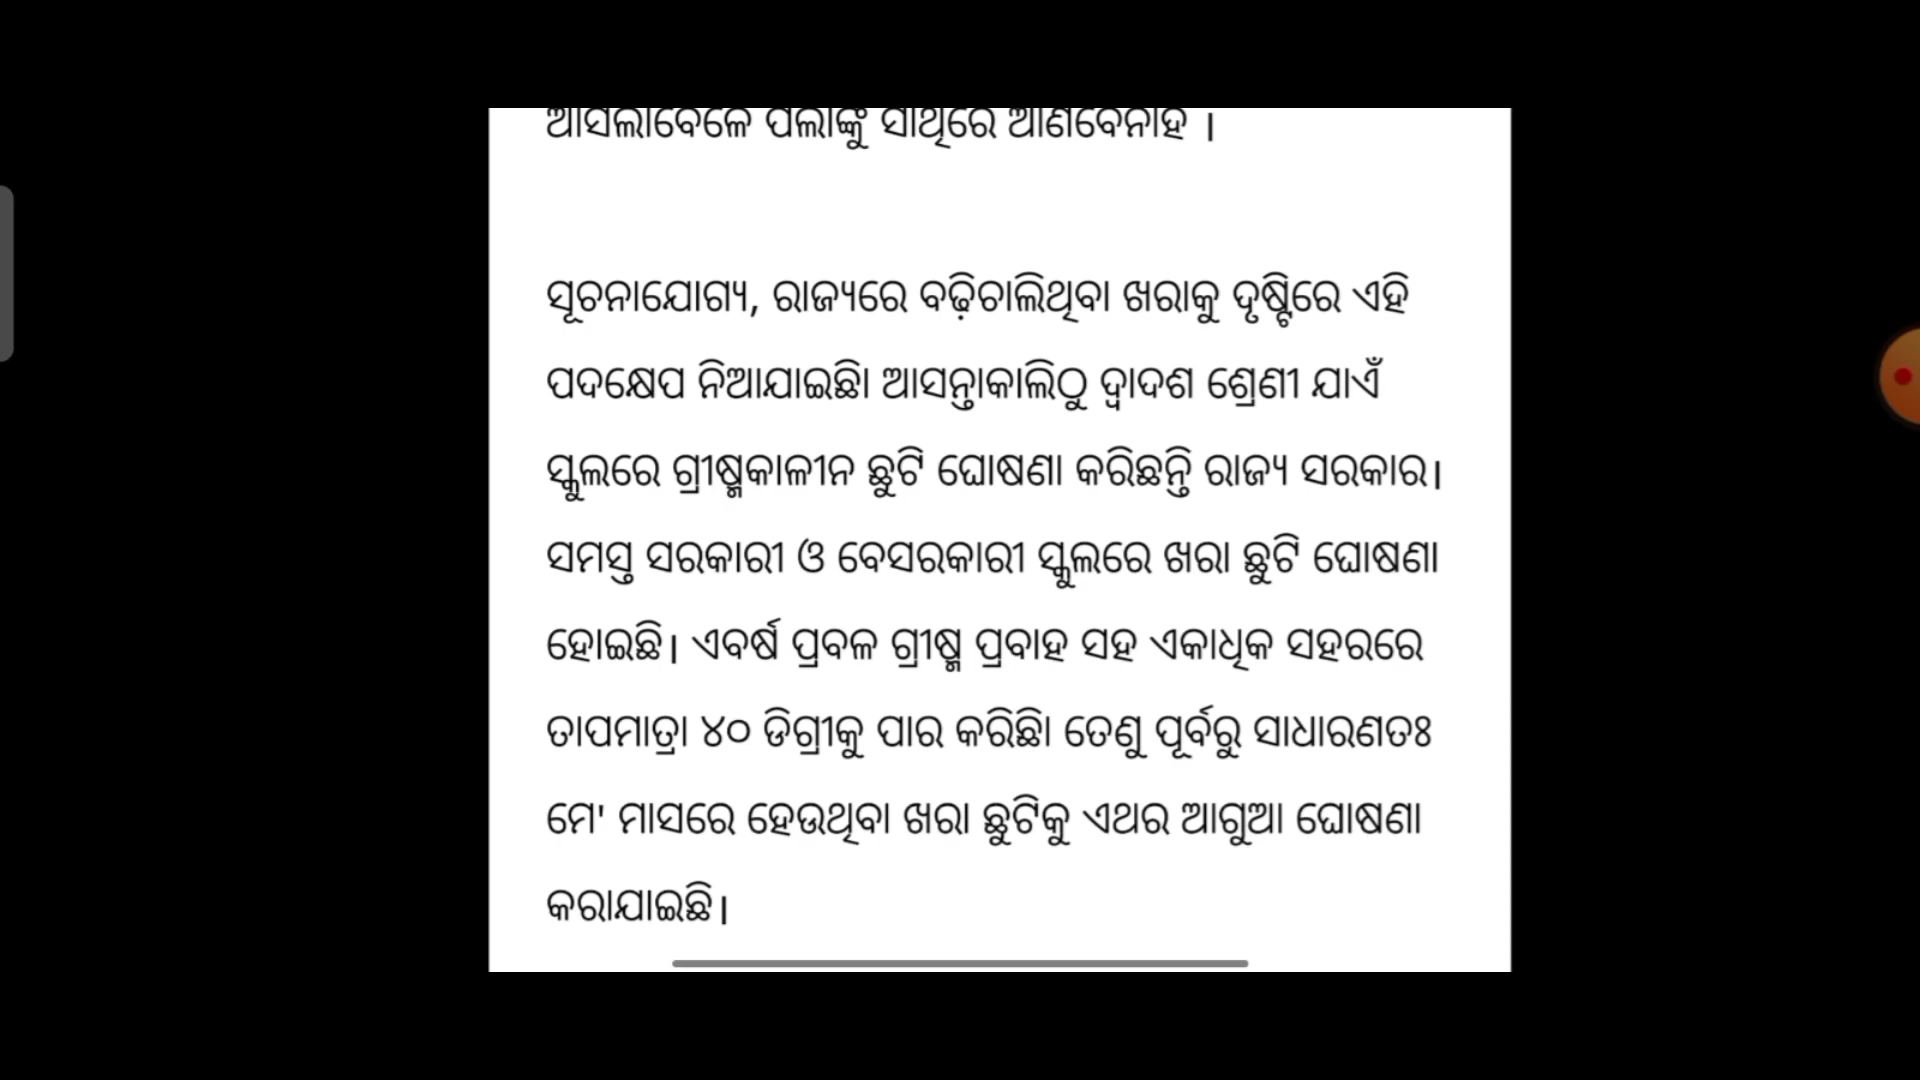 ସାଥିରେ
ସୂଚନାଯୋଗ୍ୟ, ରାଜ୍ୟରେ ବଢ଼ିଚାଲିଥିବା ଖରାକୁ ଦୃଷ୍ଟିରେ ଏହି
ପଦକ୍ଷେପ ନିଆଯାଇଛି। ଆସନ୍ତାକାଲିଠୁ ଦ୍ୱାଦଶ ଶ୍ରେଣୀ ଯାଏଁ
ସ୍କୁଲରେ ଗ୍ରୀଷ୍ମକାଳୀନ ଛୁଟି ଘୋଷଣା କରିଛନ୍ତି ରାଜ୍ୟ ସରକାର।
ସମସ୍ତ ସରକାରୀ ଓ ବେସରକାରୀ ସ୍କୁଲରେ ଖରା ଛୁଟି ଘୋଷଣା
ହୋଇଛି। ଏବର୍ଷ ପ୍ରବଳ ଗ୍ରୀଷ୍ମ ପ୍ରବାହ ସହ ଏକାଧିକ ସହରରେ
ତାପମାତ୍ରା ୪୦ ଡିଗ୍ରୀକୁ ପାର କରିଛି। ତେଣୁ ପୂର୍ବରୁ ସାଧାରଣତଃ
ମେ' ମାସରେ ହେଉଥିବା ଖରା ଛୁଟିକୁ ଏଥର ଆଗୁଆ ଘୋଷଣା
କରାଯାଇଛି।